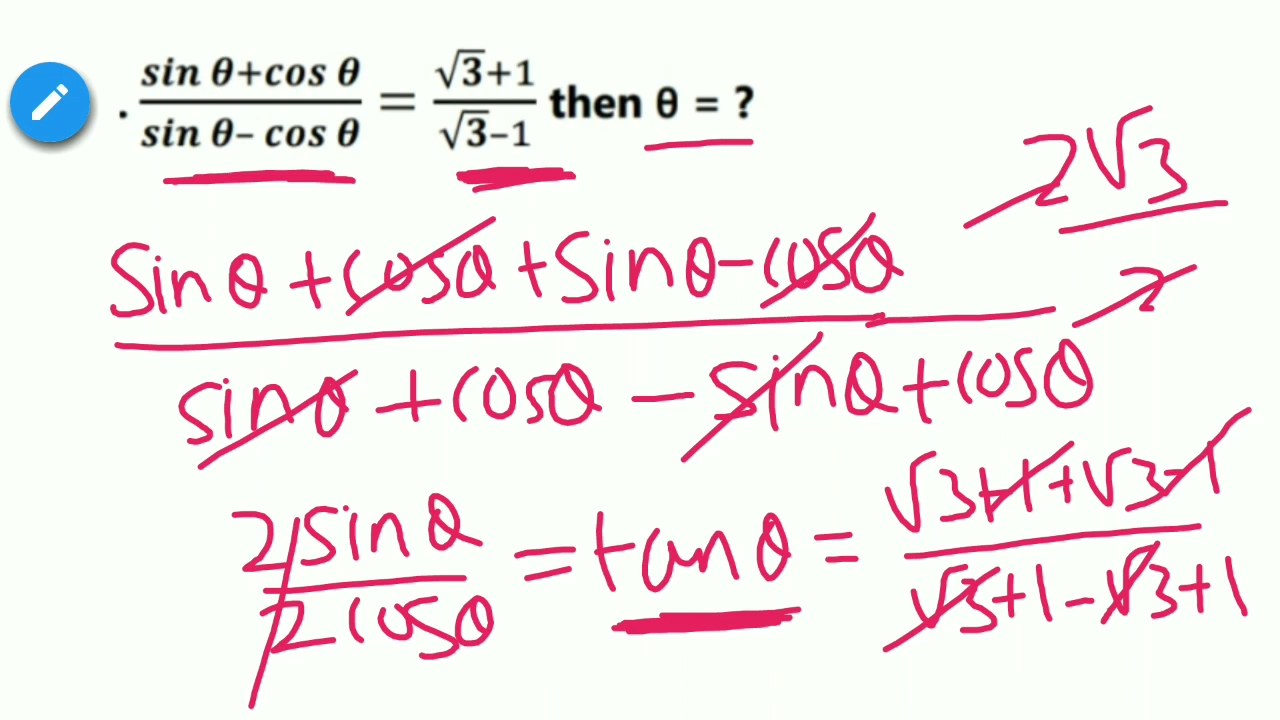 . sin θ+cos θ / sin θ– cos θ = √3+1 / √3–1 then θ = ?
2√3
2
sinθ + cosθ + sinθ – cosθ
sinθ + cosθ – sinθ + cosθ
2sinθ / 2cosθ = tanθ = √3+1+√3–1 / √3+1–√3+1